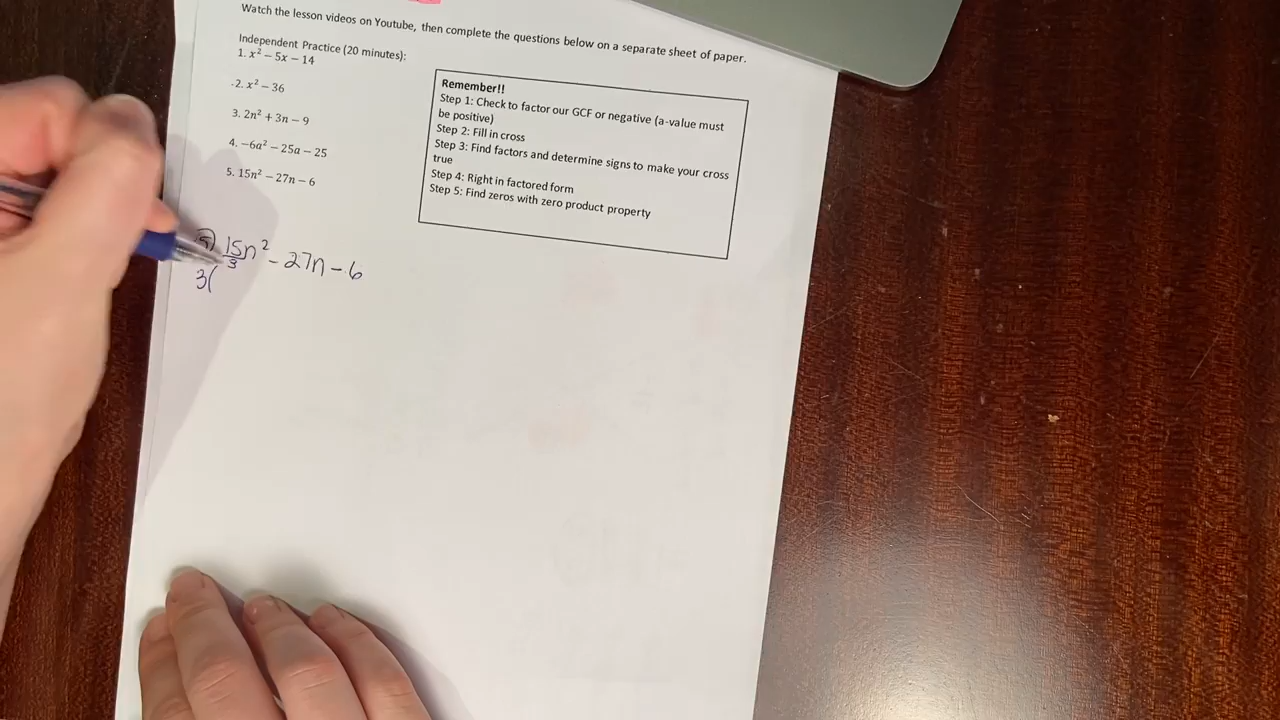 Watch the lesson videos on Youtube, then complete the questions below on a separate sheet of paper.
Independent Practice (20 minutes):
1. x² – 5x – 14
2. x² – 36
3. 2n² + 3n – 9
4. –6a² – 25a – 25
5. 15n² – 27n – 6
Remember!!
Step 1: Check to factor our GCF or negative (a-value must
be positive)
Step 2: Fill in cross
Step 3: Find factors and determine signs to make your cross
true
Step 4: Right in factored form
Step 5: Find zeros with zero product property
5) 15n² – 27n – 6
3
3(